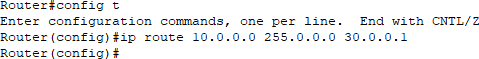 Router#config t
Enter configuration commands, one per line.  End with CNTL/Z
Router(config)#ip route 10.0.0.0 255.0.0.0 30.0.0.1
Router(config)#